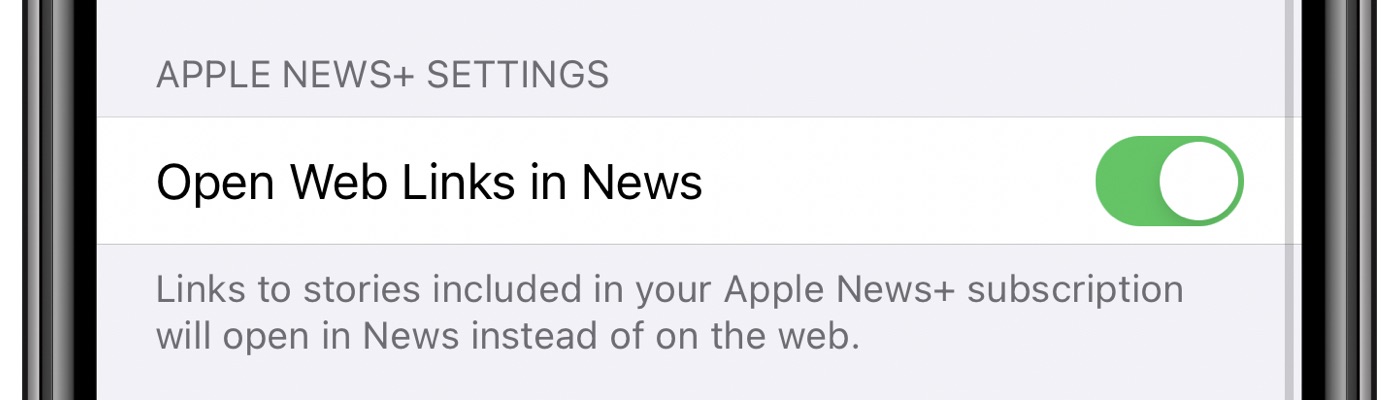 APPLE NEWS+ SETTINGS
Open Web Links in News
Links to stories included in your Apple News+ subscription
will open in News instead of on the web.